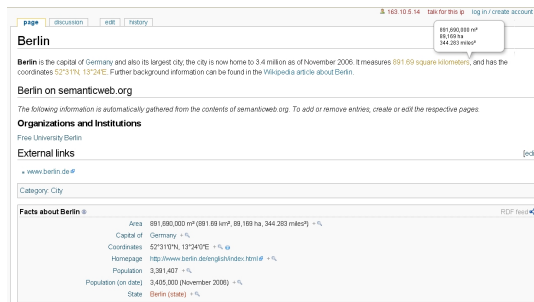 163.10.5.14 talk for this ip log in / create account
page discussion edit history
891,690,000 m²
89,169 ha
344.283 miles²
Berlin
Berlin is the capital of Germany and also its largest city; the city is now home to 3.4 million as of November 2006. It measures 891.69 square kilometers, and has the
coordinates 52°31'N, 13°24'E. Further background information can be found in the Wikipedia article about Berlin.
Berlin on semanticweb.org
The following information is automatically gathered from the contents of semanticweb.org. To add or remove entries, create or edit the respective pages.
Organizations and Institutions
Free University Berlin
External links [edi
www.berlin.de
Category: City
Facts about Berlin RDF feed
Area 891,690,000 m² (891.69 km², 89,169 ha, 344.283 miles²) +
Capital of Germany +
Coordinates 52°31'0"N, 13°24'0"E +
Homepage http://www.berlin.de/english/index.html +
Population 3,391,407 +
Population (on date) 3,405,000 (November 2006) +
State Berlin (state) +